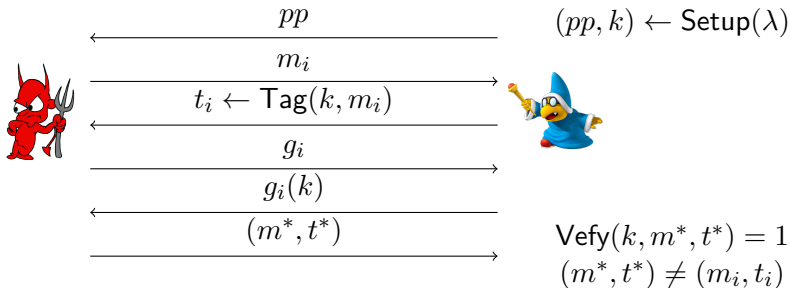 pp
(pp, k) ← Setup(λ)
m_i
t_i ← Tag(k, m_i)
g_i
g_i(k)
(m*, t*)
Vefy(k, m*, t*) = 1
(m*, t*) ≠ (m_i, t_i)